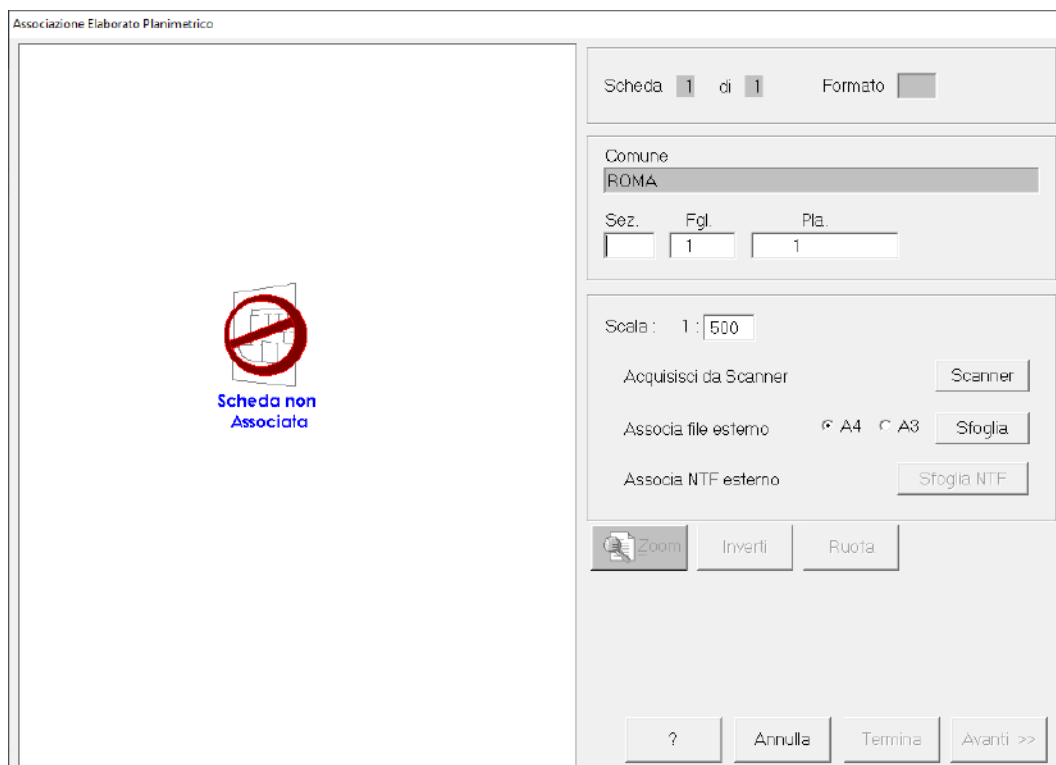 Associazione Elaborato Planimetrico
Scheda 1 di 1 Formato
Comune
ROMA
Sez. Fgl. Pla.
1 1
Scala : 1 : 500
Acquisisci da Scanner Scanner
Associa file esterno A4 A3 Sfoglia
Associa NTF esterno Sfoglia NTF
Scheda non
Associata
Zoom Inverti Ruota
? Annulla Termina Avanti >>